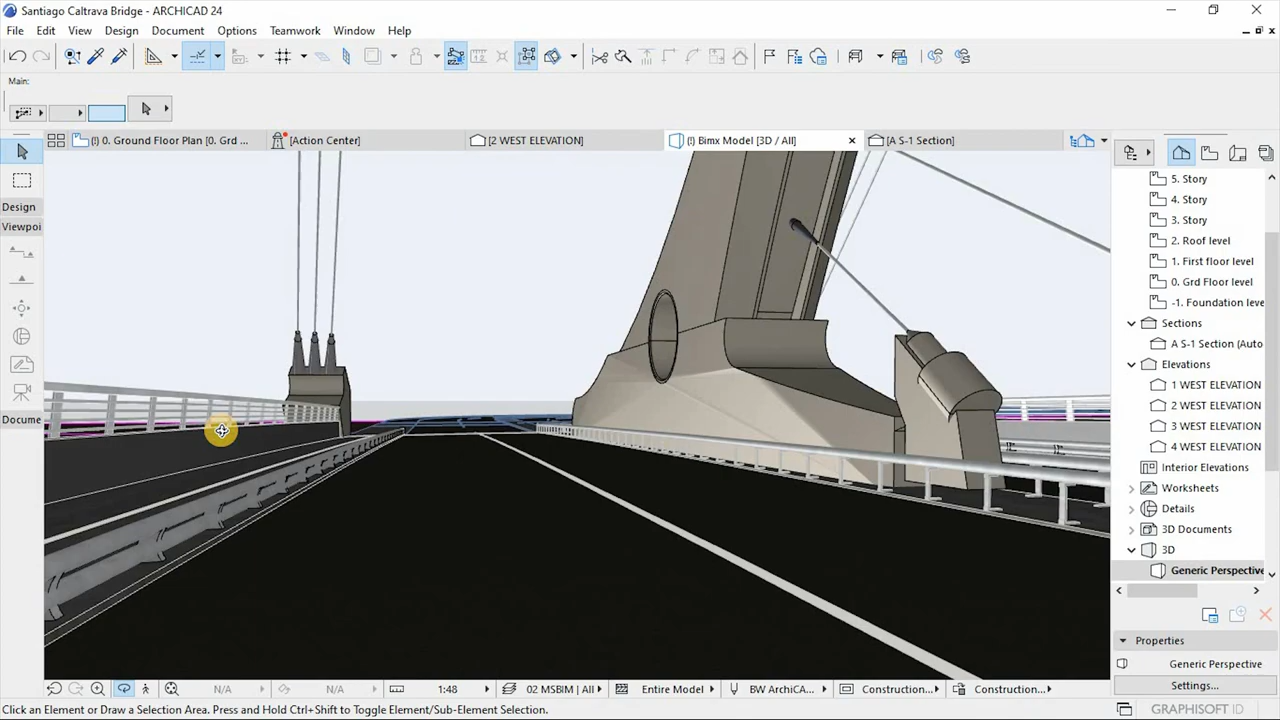 Santiago Caltrava Bridge - ARCHICAD 24
File Edit View Design Document Options Teamwork Window Help
Main:
(!) 0. Ground Floor Plan [0. Grd ...
[Action Center]
[2 WEST ELEVATION]
(!) Bimx Model [3D / All]
[A S-1 Section]
Design
Viewpoi
Docume
5. Story
4. Story
3. Story
2. Roof level
1. First floor level
0. Grd Floor level
-1. Foundation leve
Sections
A S-1 Section (Auto
Elevations
1 WEST ELEVATION
2 WEST ELEVATION
3 WEST ELEVATION
4 WEST ELEVATION
Interior Elevations
Worksheets
Details
3D Documents
3D
Generic Perspective
Properties
Generic Perspective
Settings...
N/A N/A 1:48 02 MSBIM | All Entire Model BW ArchiCA... Construction... Construction...
Click an Element or Draw a Selection Area. Press and Hold Ctrl+Shift to Toggle Element/Sub-Element Selection.
GRAPHISOFT ID